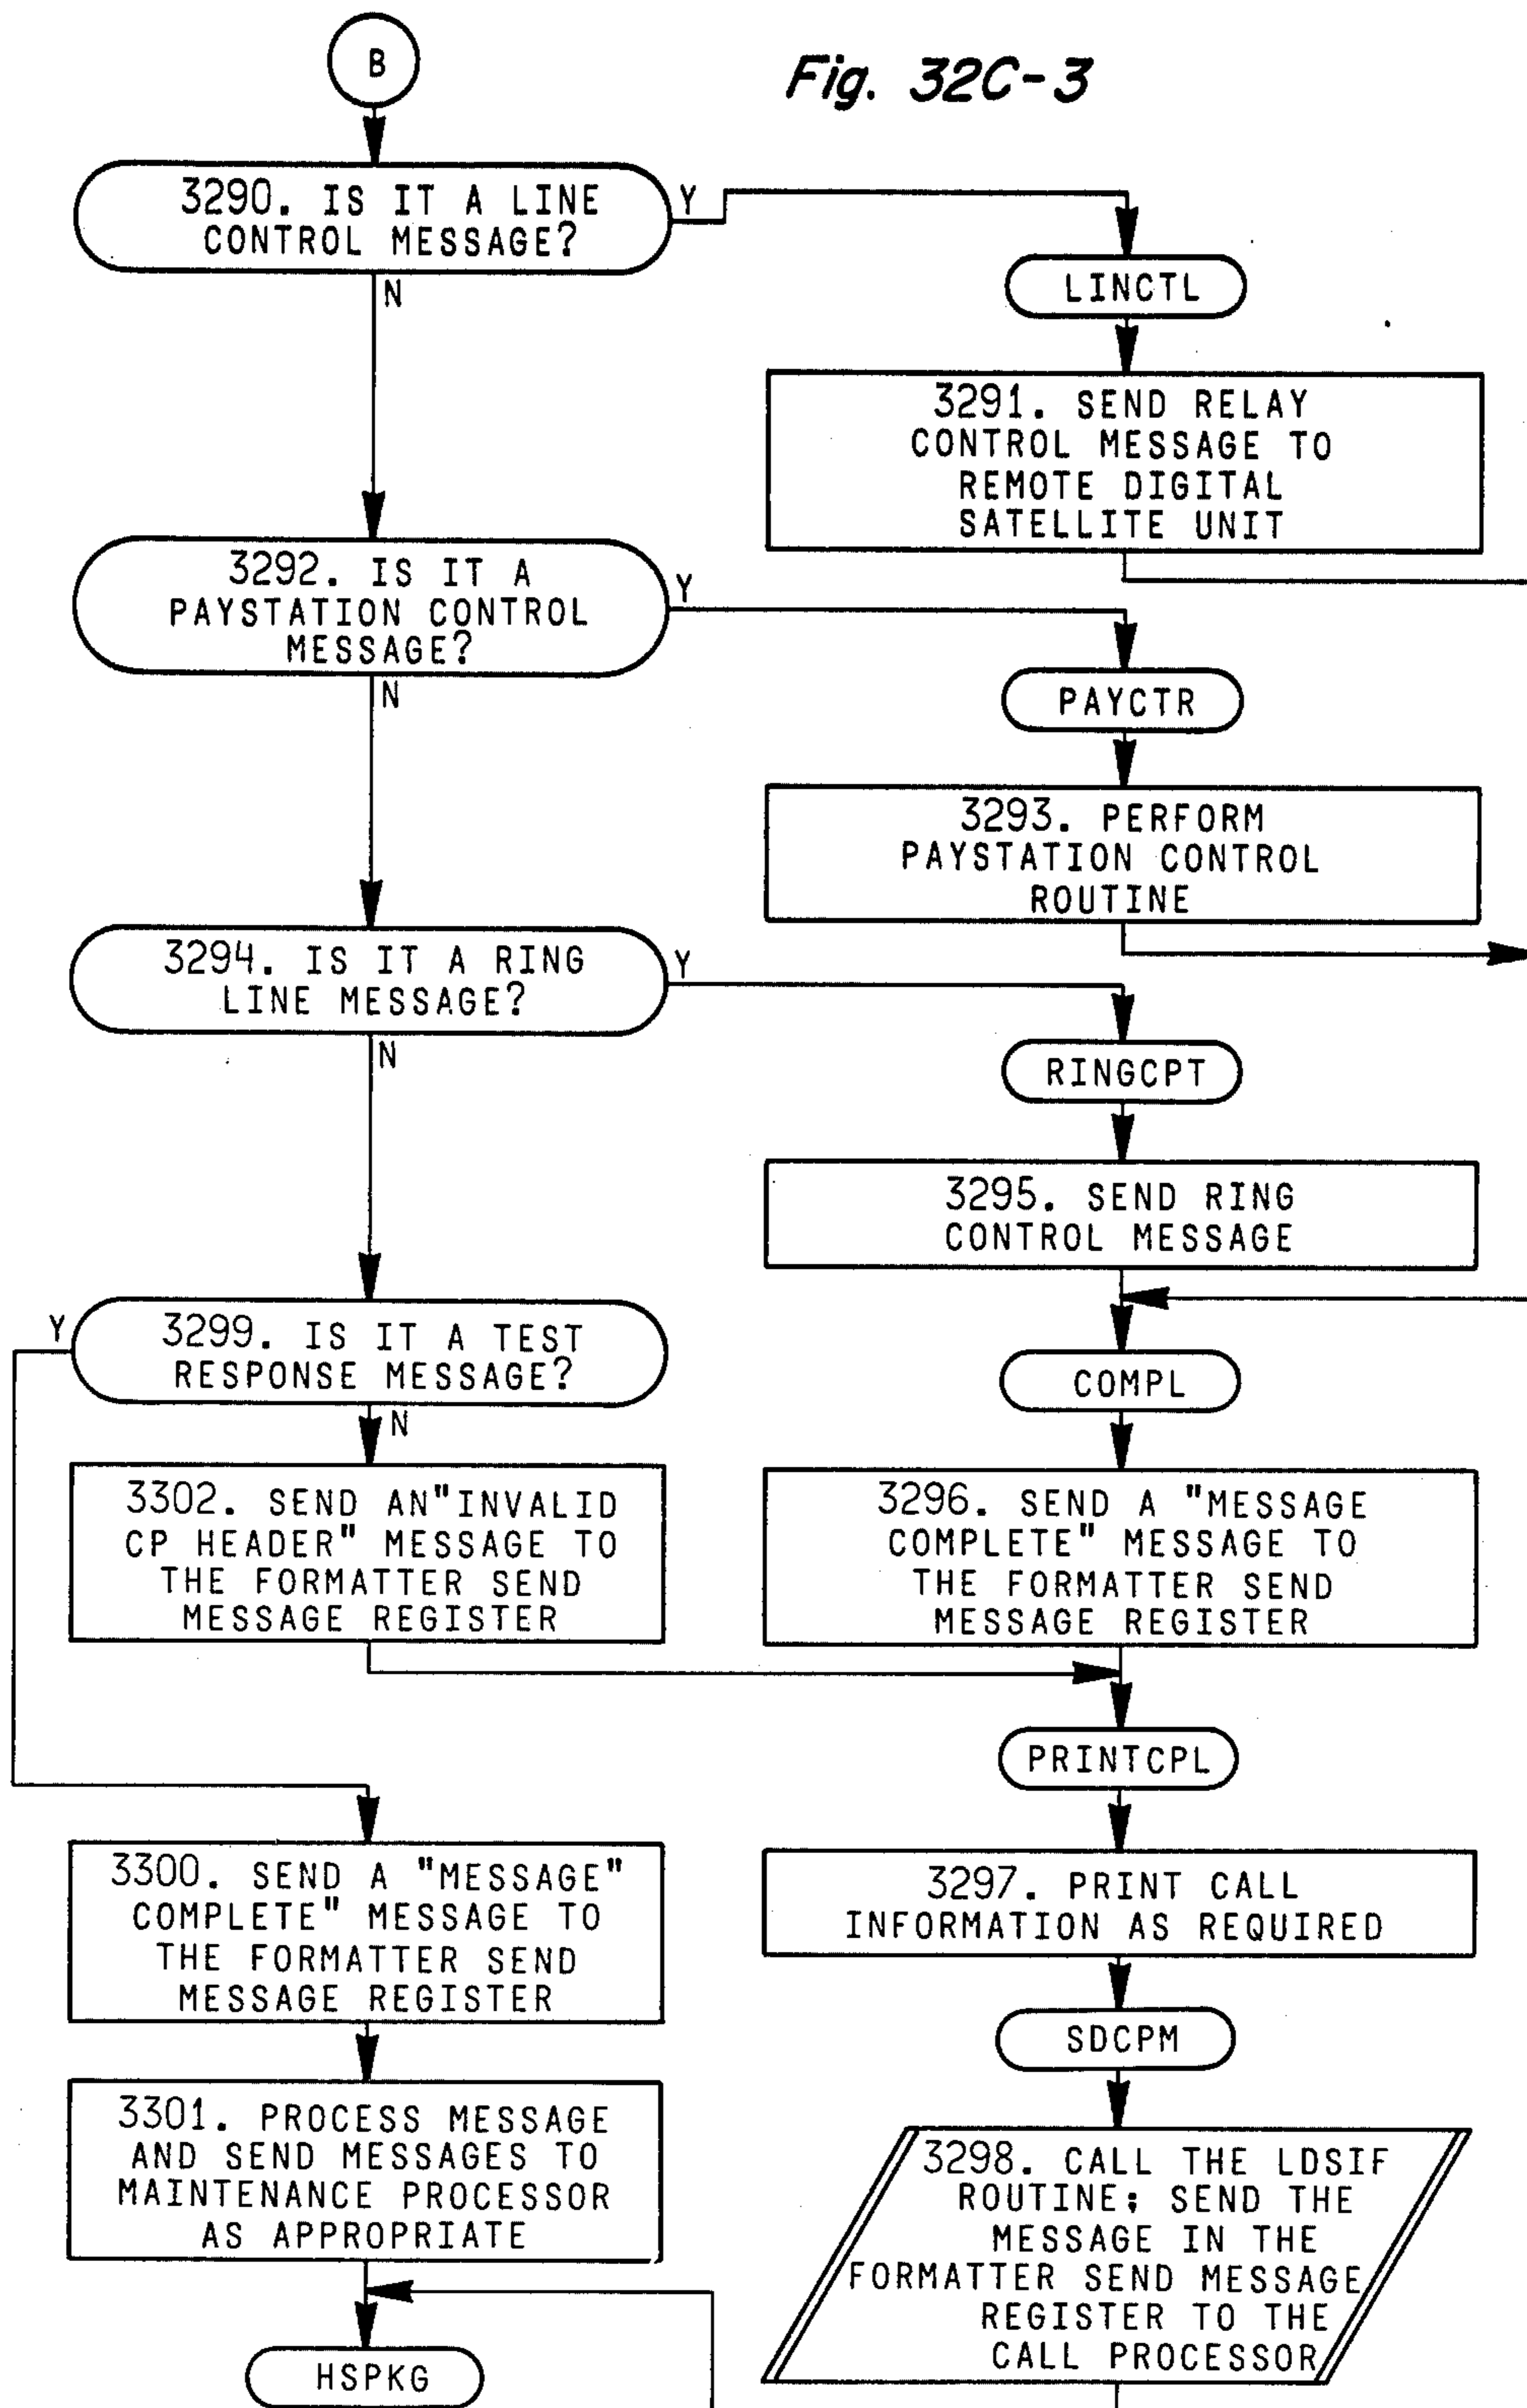 B
Fig. 32C-3
3290. IS IT A LINE
CONTROL MESSAGE?
Y
N
LINCTL
3291. SEND RELAY
CONTROL MESSAGE TO
REMOTE DIGITAL
SATELLITE UNIT
3292. IS IT A
PAYSTATION CONTROL
MESSAGE?
Y
N
PAYCTR
3293. PERFORM
PAYSTATION CONTROL
ROUTINE
3294. IS IT A RING
LINE MESSAGE?
Y
N
RINGCPT
3295. SEND RING
CONTROL MESSAGE
Y
3299. IS IT A TEST
RESPONSE MESSAGE?
N
COMPL
3302. SEND AN"INVALID
CP HEADER" MESSAGE TO
THE FORMATTER SEND
MESSAGE REGISTER
3296. SEND A "MESSAGE
COMPLETE" MESSAGE TO
THE FORMATTER SEND
MESSAGE REGISTER
PRINTCPL
3300. SEND A "MESSAGE"
COMPLETE" MESSAGE TO
THE FORMATTER SEND
MESSAGE REGISTER
3297. PRINT CALL
INFORMATION AS REQUIRED
SDCPM
3301. PROCESS MESSAGE
AND SEND MESSAGES TO
MAINTENANCE PROCESSOR
AS APPROPRIATE
3298. CALL THE LDSIF
ROUTINE; SEND THE
MESSAGE IN THE
FORMATTER SEND MESSAGE
REGISTER TO THE
CALL PROCESSOR
HSPKG